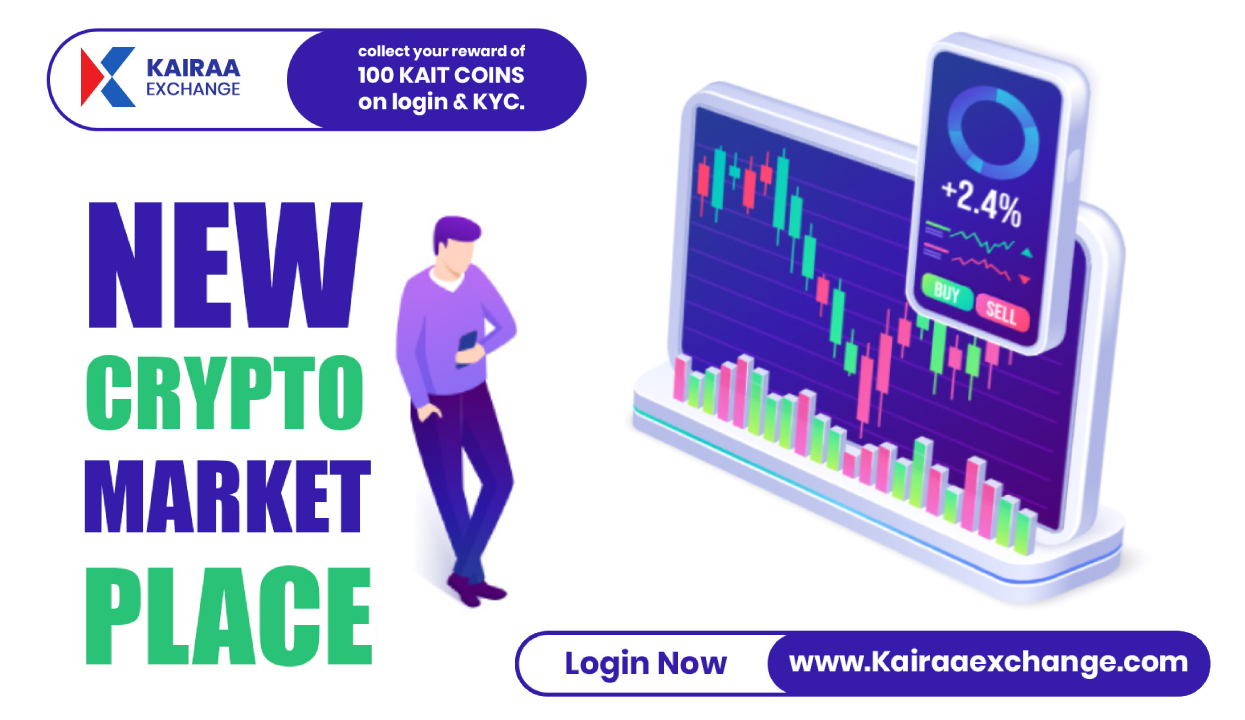 KAIRAA
EXCHANGE
collect your reward of
100 KAIT COINS
on login & KYC.
NEW
CRYPTO
MARKET
PLACE
+2.4%
BUY
SELL
Login Now
www.Kairaaexchange.com